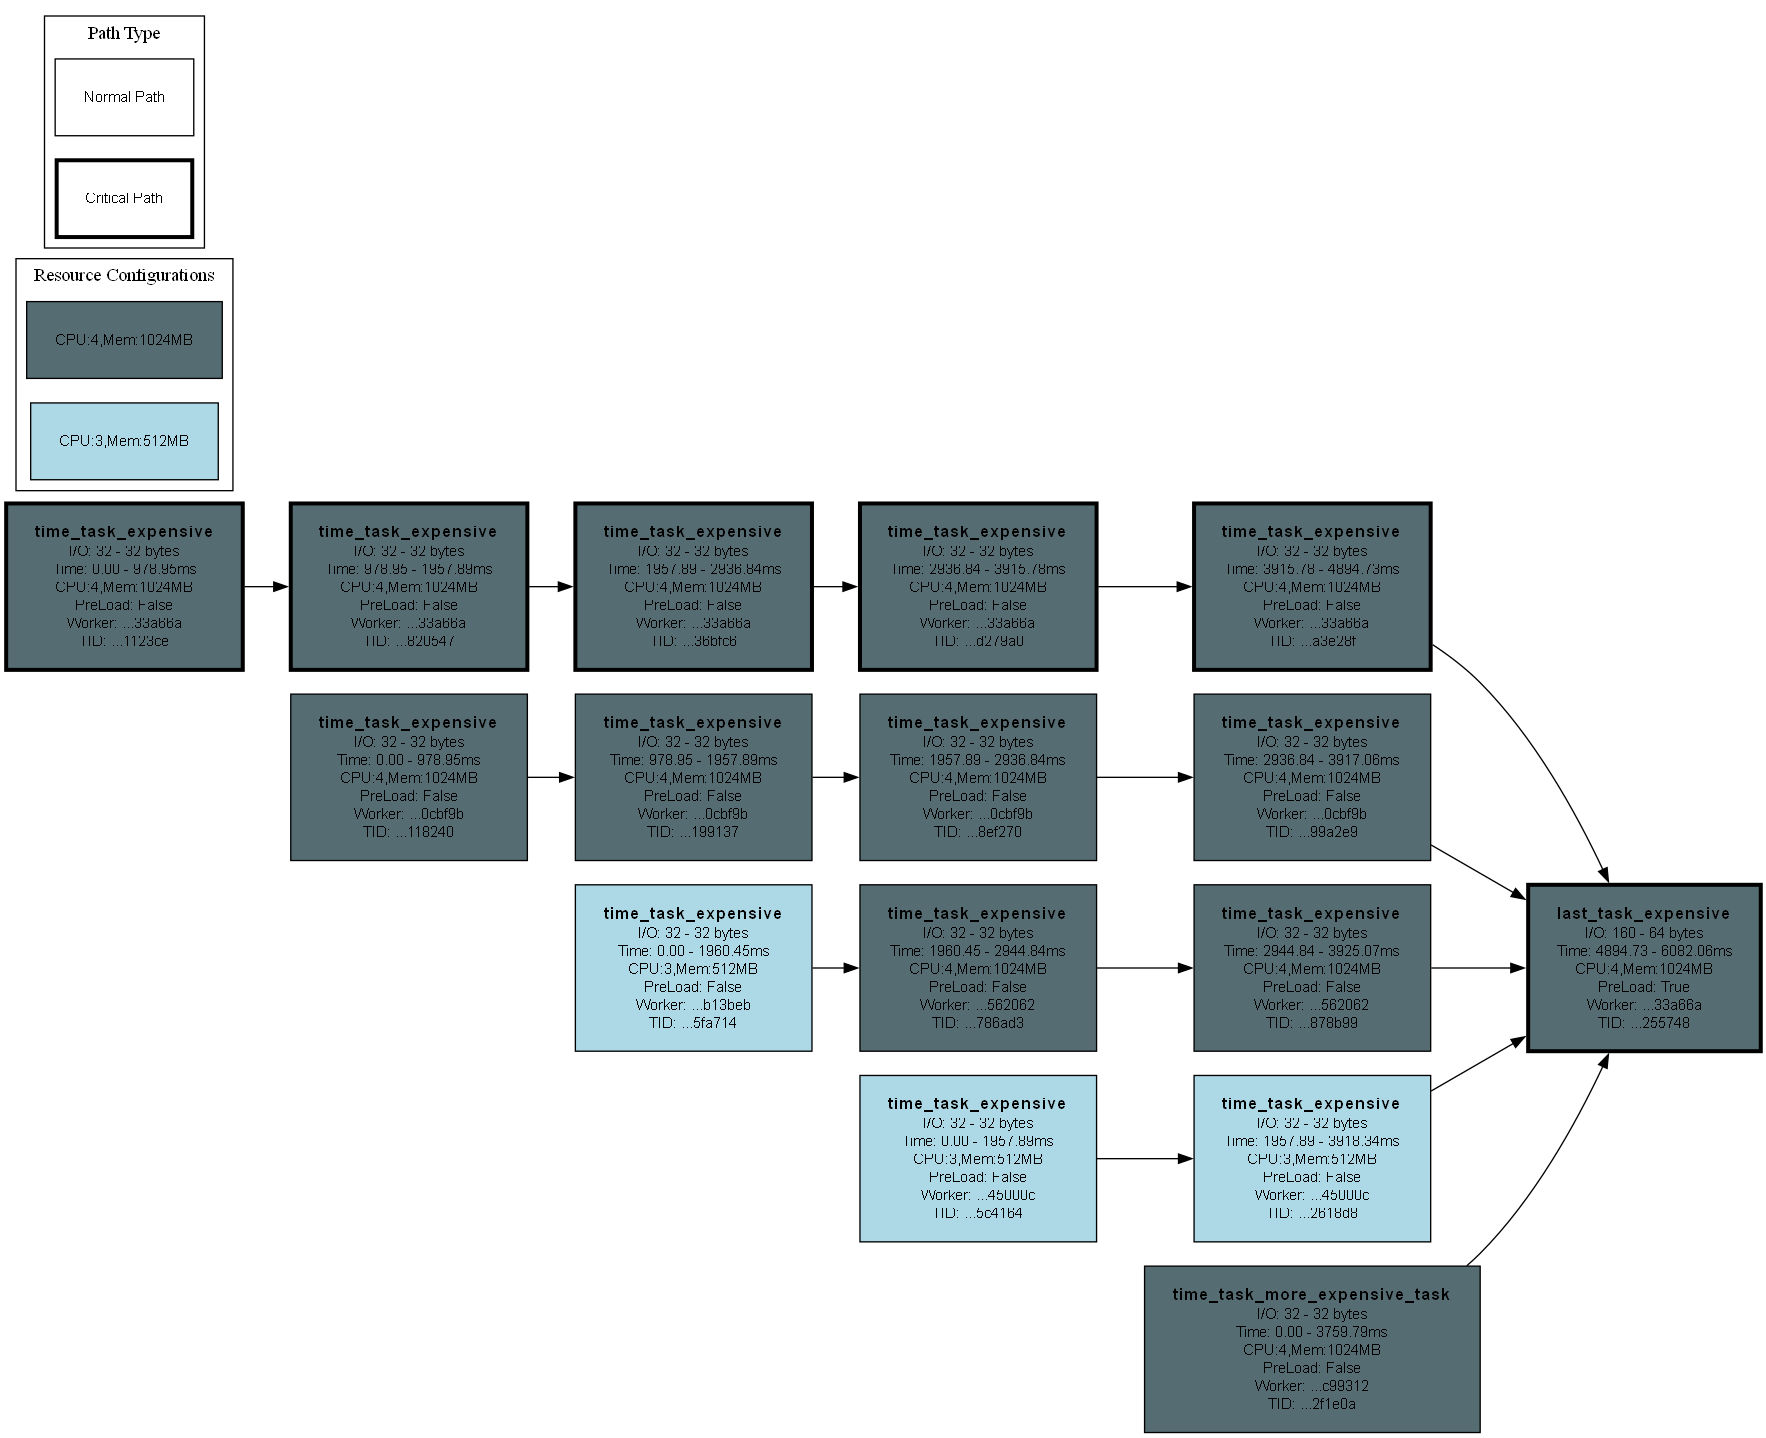 Path Type
Normal Path
Critical Path
Resource Configurations
CPU:4,Mem:1024MB
CPU:3,Mem:512MB
time_task_expensive
I/O: 32 - 32 bytes
Time: 0.00 - 978.95ms
CPU:4,Mem:1024MB
PreLoad: False
Worker: ...33a66a
TID: ...1123ce
time_task_expensive
I/O: 32 - 32 bytes
Time: 978.95 - 1957.89ms
CPU:4,Mem:1024MB
PreLoad: False
Worker: ...33a66a
TID: ...820547
time_task_expensive
I/O: 32 - 32 bytes
Time: 1957.89 - 2936.84ms
CPU:4,Mem:1024MB
PreLoad: False
Worker: ...33a66a
TID: ...36bfc6
time_task_expensive
I/O: 32 - 32 bytes
Time: 2936.84 - 3915.78ms
CPU:4,Mem:1024MB
PreLoad: False
Worker: ...33a66a
TID: ...d279a0
time_task_expensive
I/O: 32 - 32 bytes
Time: 3915.78 - 4894.73ms
CPU:4,Mem:1024MB
PreLoad: False
Worker: ...33a66a
TID: ...a3e28f
time_task_expensive
I/O: 32 - 32 bytes
Time: 0.00 - 978.95ms
CPU:4,Mem:1024MB
PreLoad: False
Worker: ...0cbf9b
TID: ...118240
time_task_expensive
I/O: 32 - 32 bytes
Time: 978.95 - 1957.89ms
CPU:4,Mem:1024MB
PreLoad: False
Worker: ...0cbf9b
TID: ...199137
time_task_expensive
I/O: 32 - 32 bytes
Time: 1957.89 - 2936.84ms
CPU:4,Mem:1024MB
PreLoad: False
Worker: ...0cbf9b
TID: ...8ef270
time_task_expensive
I/O: 32 - 32 bytes
Time: 2936.84 - 3917.06ms
CPU:4,Mem:1024MB
PreLoad: False
Worker: ...0cbf9b
TID: ...99a2e9
time_task_expensive
I/O: 32 - 32 bytes
Time: 0.00 - 1960.45ms
CPU:3,Mem:512MB
PreLoad: False
Worker: ...b13beb
TID: ...5fa714
time_task_expensive
I/O: 32 - 32 bytes
Time: 1960.45 - 2944.84ms
CPU:4,Mem:1024MB
PreLoad: False
Worker: ...562062
TID: ...786ad3
time_task_expensive
I/O: 32 - 32 bytes
Time: 2944.84 - 3925.07ms
CPU:4,Mem:1024MB
PreLoad: False
Worker: ...562062
TID: ...878b99
last_task_expensive
I/O: 160 - 64 bytes
Time: 4894.73 - 6082.06ms
CPU:4,Mem:1024MB
PreLoad: True
Worker: ...33a66a
TID: ...255748
time_task_expensive
I/O: 32 - 32 bytes
Time: 0.00 - 1957.89ms
CPU:3,Mem:512MB
PreLoad: False
Worker: ...45000c
TID: ...5c4164
time_task_expensive
I/O: 32 - 32 bytes
Time: 1957.89 - 3918.34ms
CPU:3,Mem:512MB
PreLoad: False
Worker: ...45000c
TID: ...2618d8
time_task_more_expensive_task
I/O: 32 - 32 bytes
Time: 0.00 - 3759.79ms
CPU:4,Mem:1024MB
PreLoad: False
Worker: ...c99312
TID: ...2f1e0a